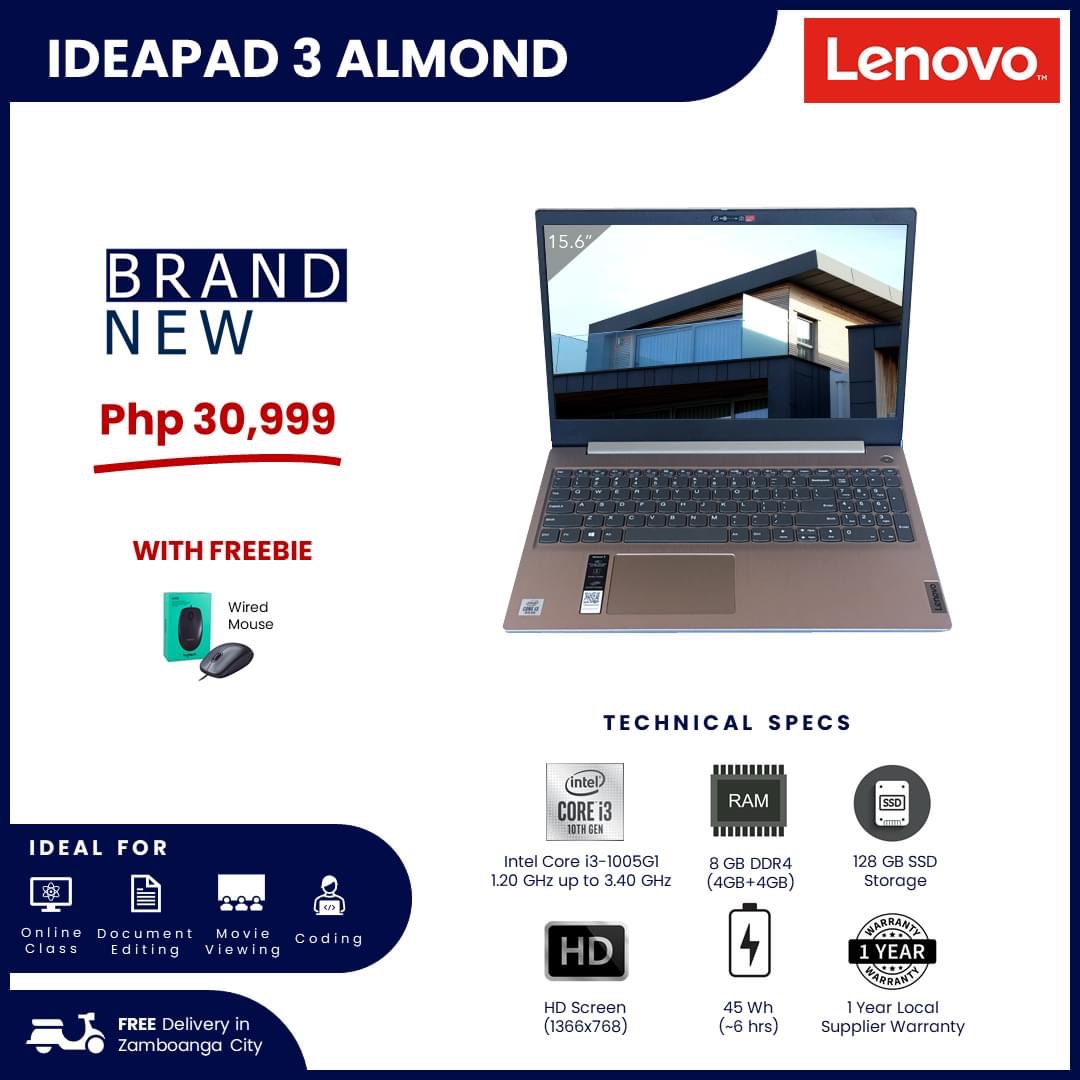 IDEAPAD 3 ALMOND
Lenovo™
BRAND
NEW
Php 30,999
WITH FREEBIE
Wired
Mouse
15.6”
Lenovo
TECHNICAL SPECS
intel
CORE i3
10TH GEN
Intel Core i3-1005G1
1.20 GHz up to 3.40 GHz
RAM
8 GB DDR4
(4GB+4GB)
SSD
128 GB SSD
Storage
HD
HD Screen
(1366x768)
45 Wh
(~6 hrs)
WARRANTY
1 YEAR
WARRANTY
1 Year Local
Supplier Warranty
IDEAL FOR
Online
Class
Document
Editing
Movie
Viewing
Coding
FREE Delivery in
Zamboanga City